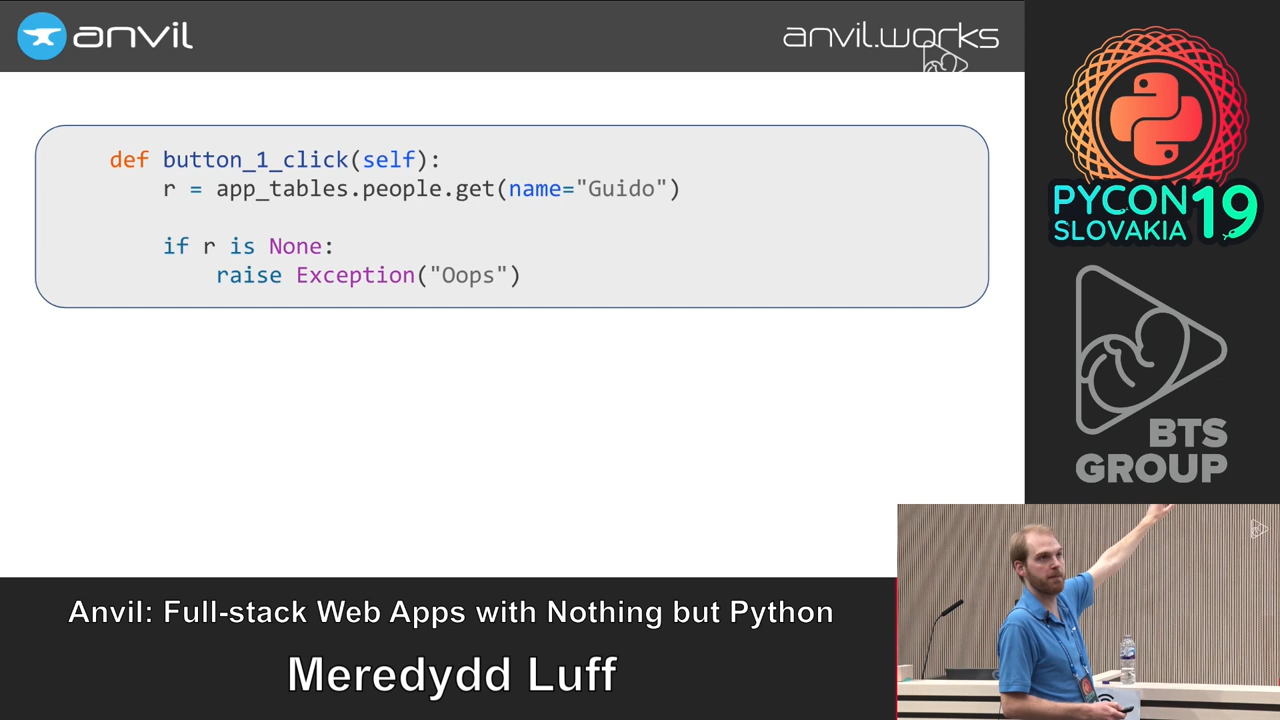 anvil
anvil.works
def button_1_click(self):
r = app_tables.people.get(name="Guido")
if r is None:
raise Exception("Oops")
PYCON 19
SLOVAKIA
BTS
GROUP
Anvil: Full-stack Web Apps with Nothing but Python
Meredydd Luff